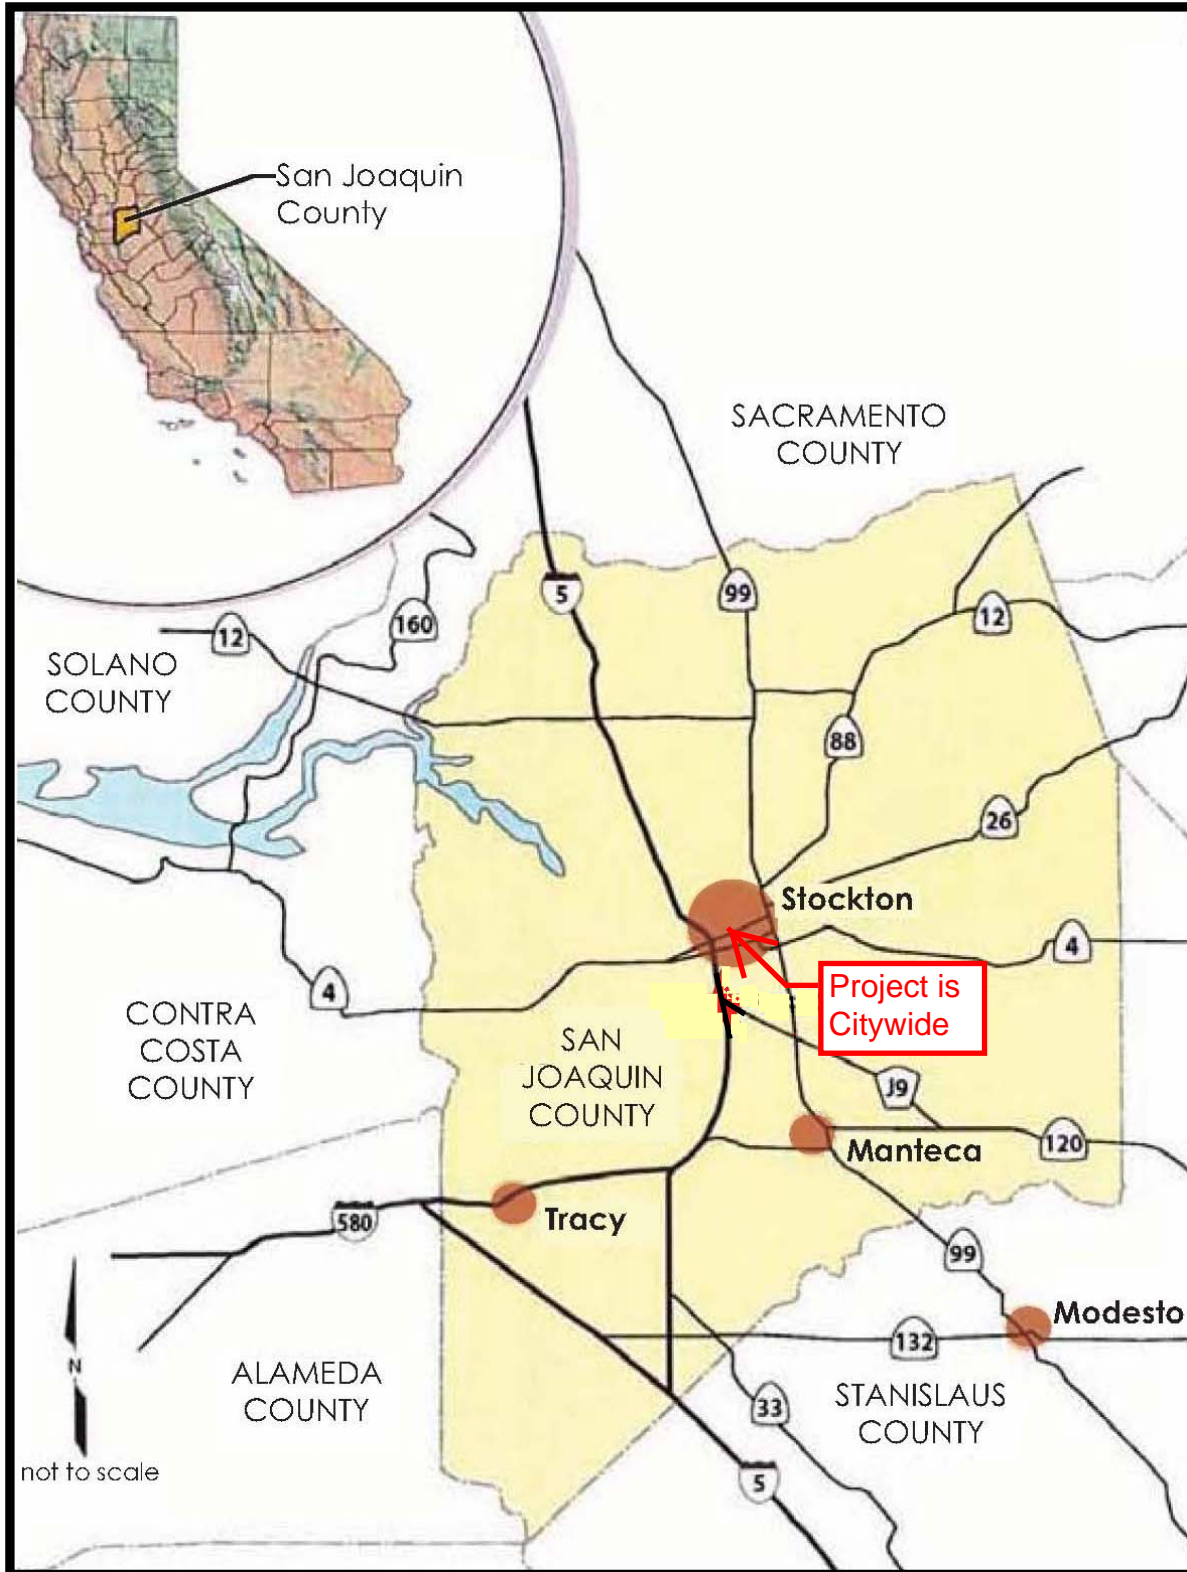 San Joaquin
County
SACRAMENTO
COUNTY
5
99
12
160
12
SOLANO
COUNTY
88
26
Stockton
4
4
Project is
Citywide
CONTRA
COSTA
COUNTY
SAN
JOAQUIN
COUNTY
J9
Manteca
120
580
Tracy
99
Modesto
132
N
ALAMEDA
COUNTY
STANISLAUS
COUNTY
33
not to scale
5